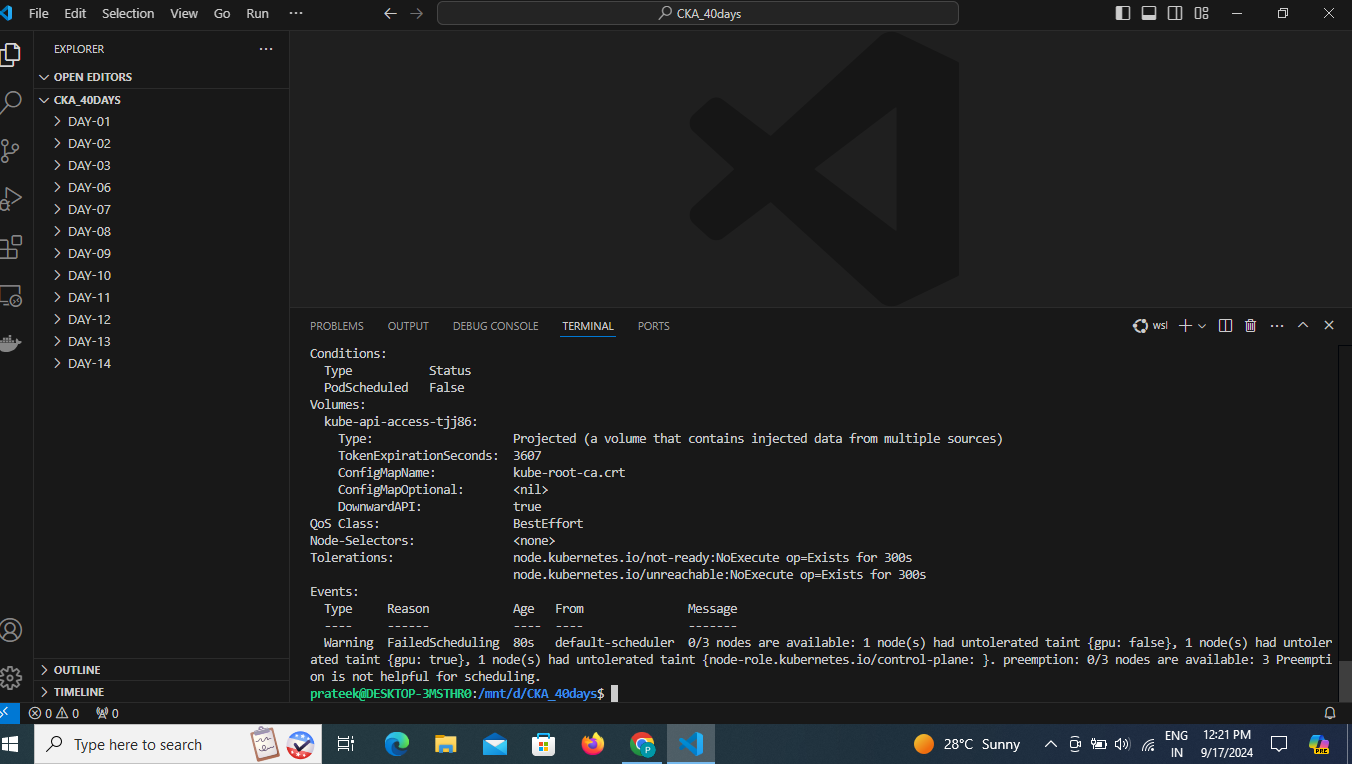 File Edit Selection View Go Run ··· CKA_40days
EXPLORER ···
OPEN EDITORS
CKA_40DAYS
DAY-01
DAY-02
DAY-03
DAY-06
DAY-07
DAY-08
DAY-09
DAY-10
DAY-11
DAY-12
DAY-13
DAY-14
OUTLINE
TIMELINE
PROBLEMS OUTPUT DEBUG CONSOLE TERMINAL PORTS wsl
Conditions:
Type Status
PodScheduled False
Volumes:
kube-api-access-tjj86:
Type: Projected (a volume that contains injected data from multiple sources)
TokenExpirationSeconds: 3607
ConfigMapName: kube-root-ca.crt
ConfigMapOptional: <nil>
DownwardAPI: true
QoS Class: BestEffort
Node-Selectors: <none>
Tolerations: node.kubernetes.io/not-ready:NoExecute op=Exists for 300s
node.kubernetes.io/unreachable:NoExecute op=Exists for 300s
Events:
Type Reason Age From Message
---- ------ ---- ---- -------
Warning FailedScheduling 80s default-scheduler 0/3 nodes are available: 1 node(s) had untolerated taint {gpu: false}, 1 node(s) had untoler
ated taint {gpu: true}, 1 node(s) had untolerated taint {node-role.kubernetes.io/control-plane: }. preemption: 0/3 nodes are available: 3 Preempti
on is not helpful for scheduling.
prateek@DESKTOP-3MSTHR0:/mnt/d/CKA_40days$
0 0 0
Type here to search
P
28°C Sunny
ENG
IN
12:21 PM
9/17/2024
PRE